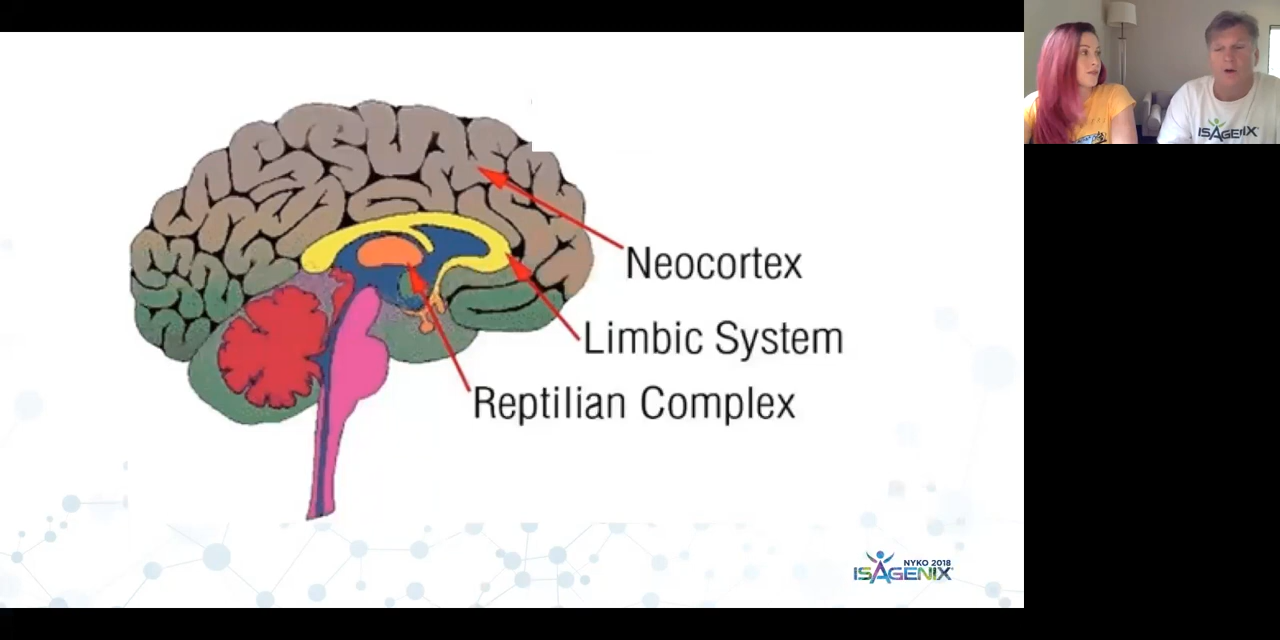 Neocortex
Limbic System
Reptilian Complex
NYKO 2018
ISAGENIX
ISAGENIX